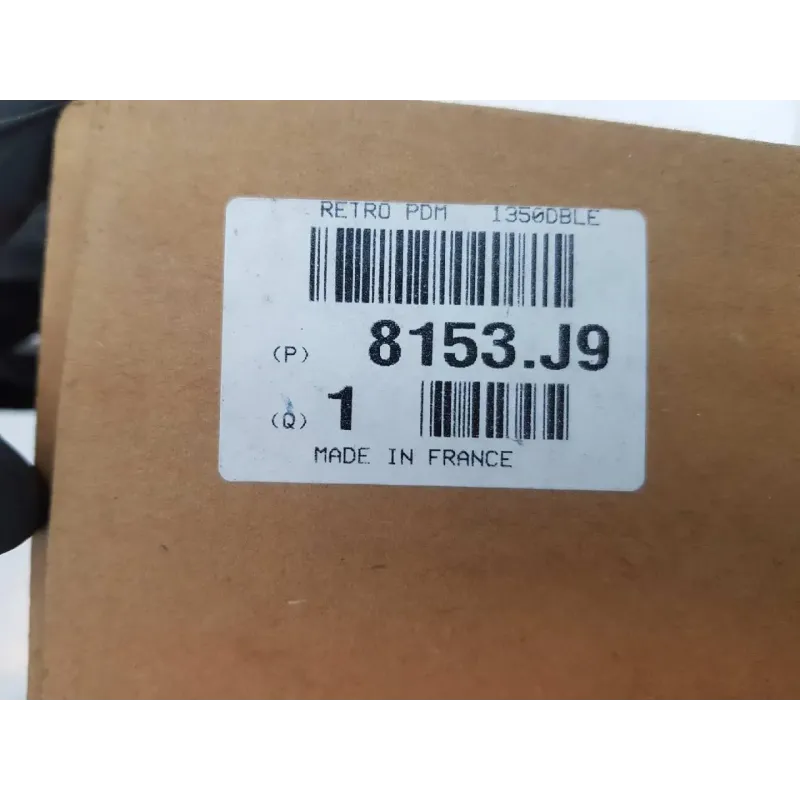 RETRO PDM 1350DBLE
(P) 8153.J9
(Q) 1
MADE IN FRANCE